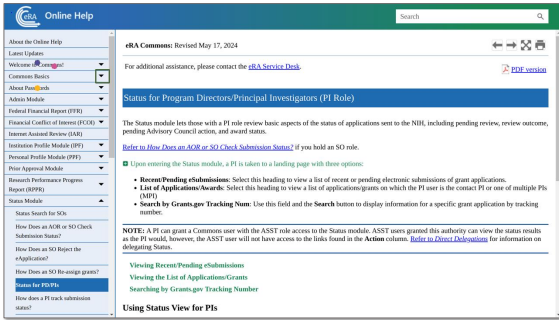 eRA Online Help
Search
About the Online Help
Latest Updates
Welcome to Commons!
Commons Basics
About Passwords
Admin Module
Federal Financial Report (FFR)
Financial Conflict of Interest (FCOI)
Internet Assisted Review (IAR)
Institution Profile Module (IPF)
Personal Profile Module (PPF)
Prior Approval Module
Research Performance Progress
Report (RPPR)
Status Module
Status Search for SOs
How Does an AOR or SO Check
Submission Status?
How Does an SO Reject the
eApplication?
How Does an SO Re-assign grants?
Status for PD/PIs
How does a PI track submission
status?
eRA Commons: Revised May 17, 2024
For additional assistance, please contact the eRA Service Desk.
PDF version
Status for Program Directors/Principal Investigators (PI Role)
The Status module lets those with a PI role review basic aspects of the status of applications sent to the NIH, including pending review, review outcome,
pending Advisory Council action, and award status.
Refer to How Does an AOR or SO Check Submission Status? if you hold an SO role.
Upon entering the Status module, a PI is taken to a landing page with three options:
• Recent/Pending eSubmissions: Select this heading to view a list of recent or pending electronic submissions of grant applications.
• List of Applications/Awards: Select this heading to view a list of applications/grants on which the PI user is the contact PI or one of multiple PIs
(MPI)
• Search by Grants.gov Tracking Num: Use this field and the Search button to display information for a specific grant application by tracking
number.
NOTE: A PI can grant a Commons user with the ASST role access to the Status module. ASST users granted this authority can view the status results
as the PI would, however, the ASST user will not have access to the links found in the Action column. Refer to Direct Delegations for information on
delegating Status.
Viewing Recent/Pending eSubmissions
Viewing the List of Applications/Grants
Searching by Grants.gov Tracking Number
Using Status View for PIs